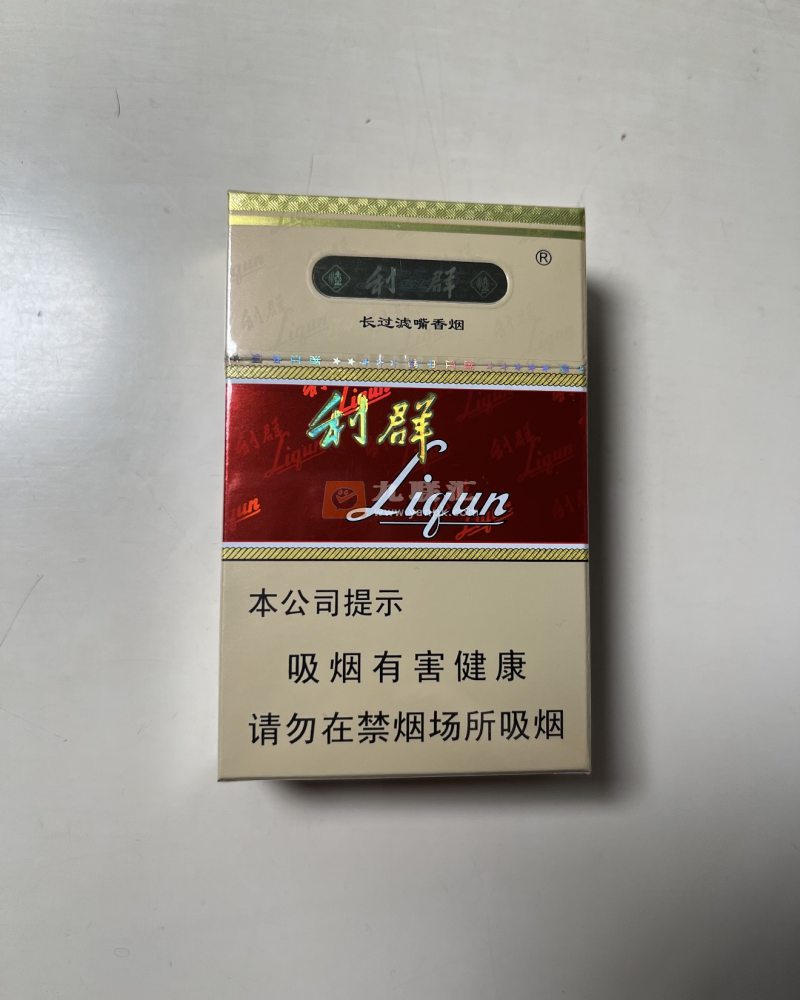 利群
®
长过滤嘴香烟
利群
Liqun
本公司提示
吸烟有害健康
请勿在禁烟场所吸烟